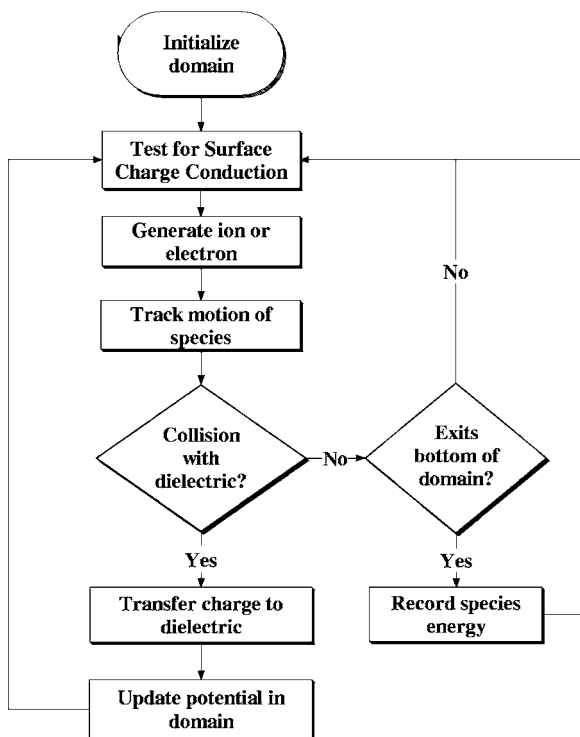 Initialize
domain
Test for Surface
Charge Conduction
Generate ion or
electron
Track motion of
species
Collision
with
dielectric?
No
Exits
bottom of
domain?
No
Yes
Transfer charge to
dielectric
Yes
Record species
energy
Update potential in
domain